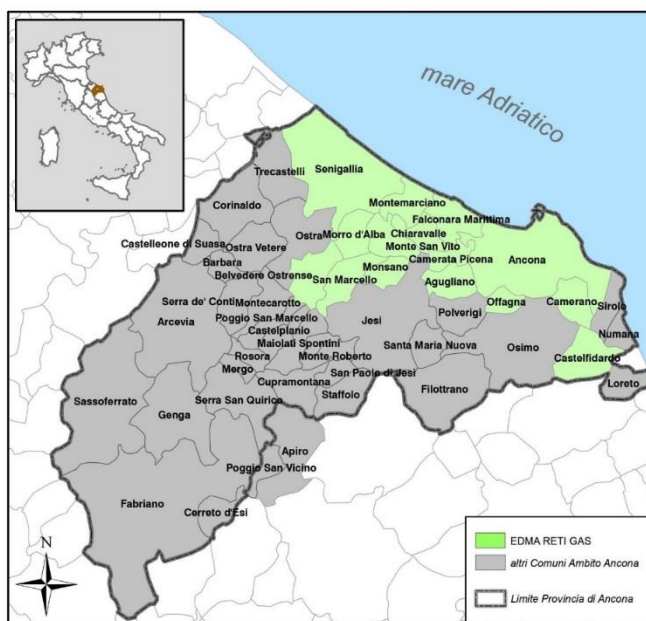 mare Adriatico
Trecastelli
Senigallia
Corinaldo
Montemarciano
Falconara Marittima
Castelleone di Suasa
Ostra Vetere
Ostra
Morro d'Alba
Chiaravalle
Monte San Vito
Barbara
Belvedere Ostrense
Camerata Picena
Ancona
Monsano
San Marcello
Agugliano
Serra de' Conti
Montecarotto
Offagna
Camerano
Sirolo
Arcevia
Poggio San Marcello
Jesi
Polverigi
Numana
Castelplanio
Maiolati Spontini
Santa Maria Nuova
Osimo
Rosora
Monte Roberto
Castelfidardo
Mergo
San Paolo di Jesi
Loreto
Cupramontana
Filottrano
Sassoferrato
Serra San Quirico
Staffolo
Genga
Apiro
Poggio San Vicino
Fabriano
Cerreto d'Esi
N
EDMA RETI GAS
altri Comuni Ambito Ancona
Limite Provincia di Ancona